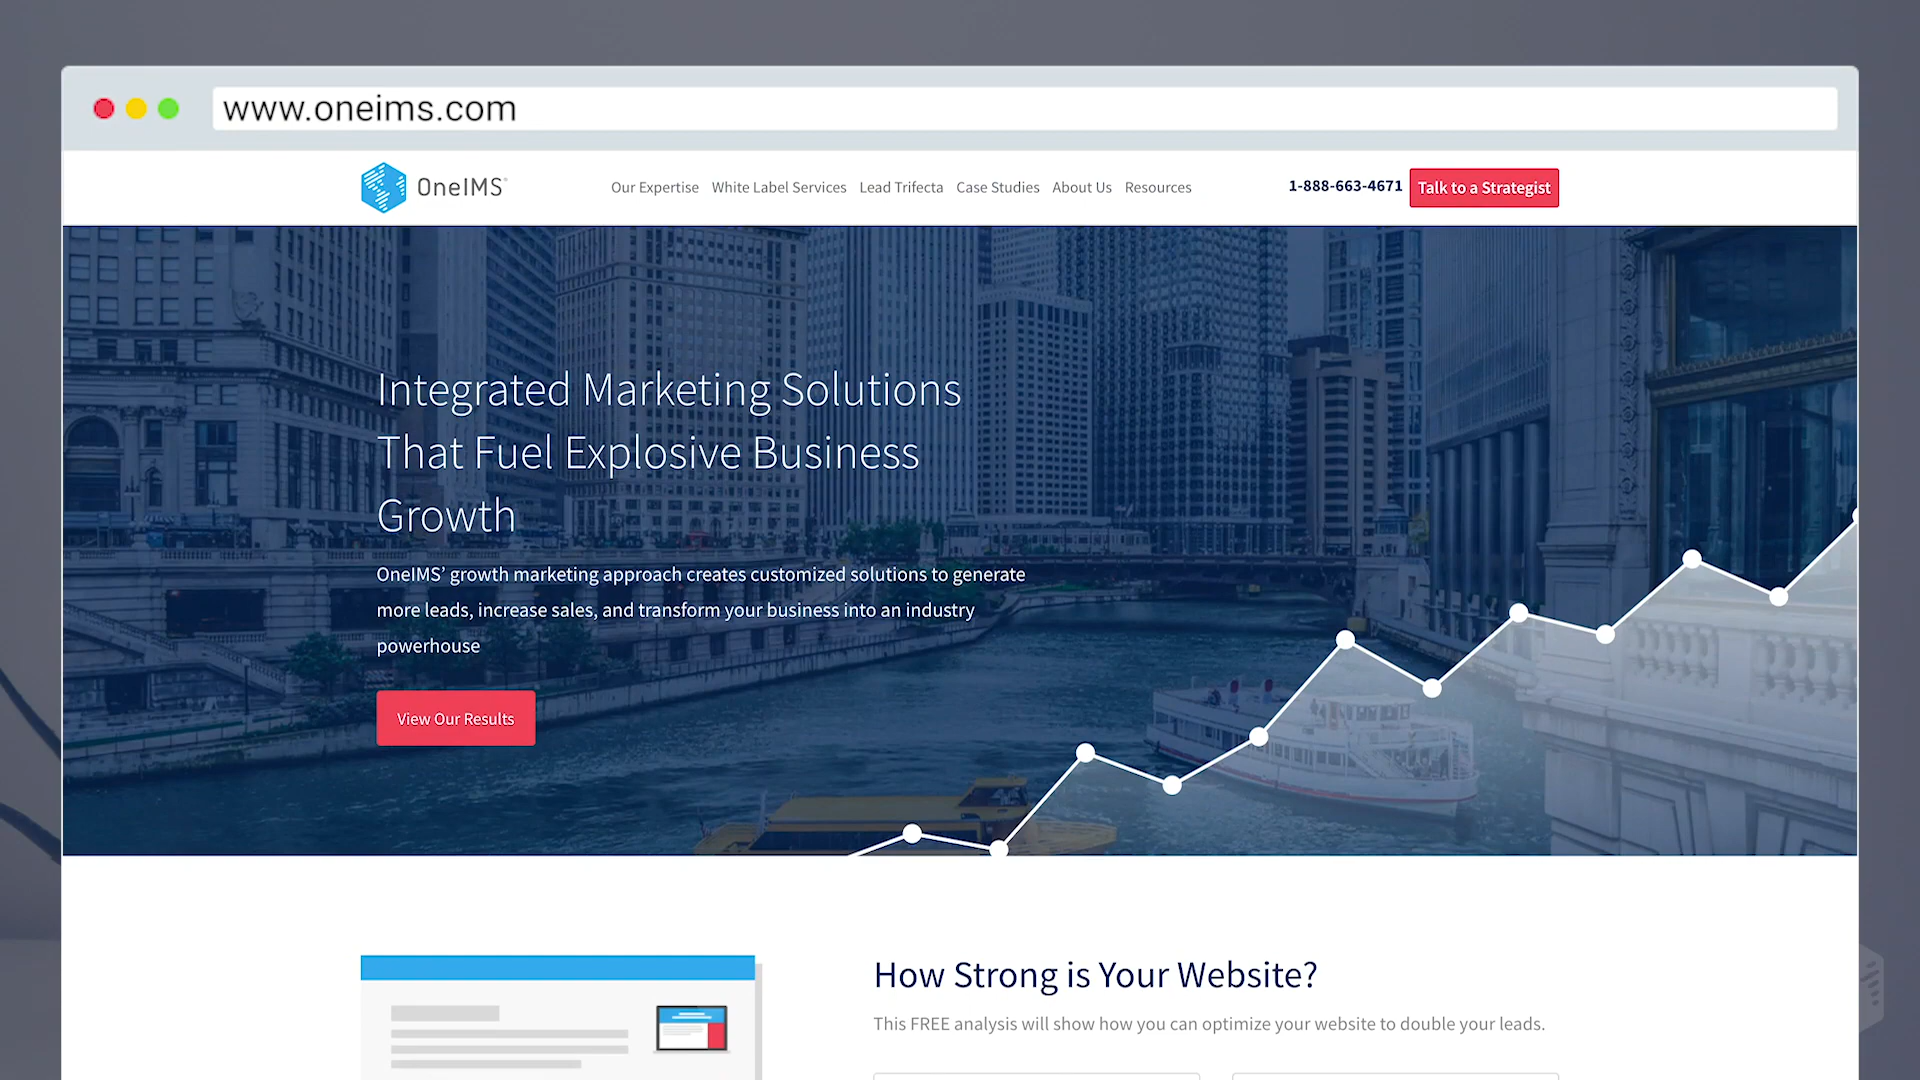 www.oneims.com
OneIMS®
Our Expertise White Label Services Lead Trifecta Case Studies About Us Resources
1-888-663-4671 Talk to a Strategist
Integrated Marketing Solutions
That Fuel Explosive Business
Growth
OneIMS’ growth marketing approach creates customized solutions to generate
more leads, increase sales, and transform your business into an industry
powerhouse
View Our Results
How Strong is Your Website?
This FREE analysis will show how you can optimize your website to double your leads.